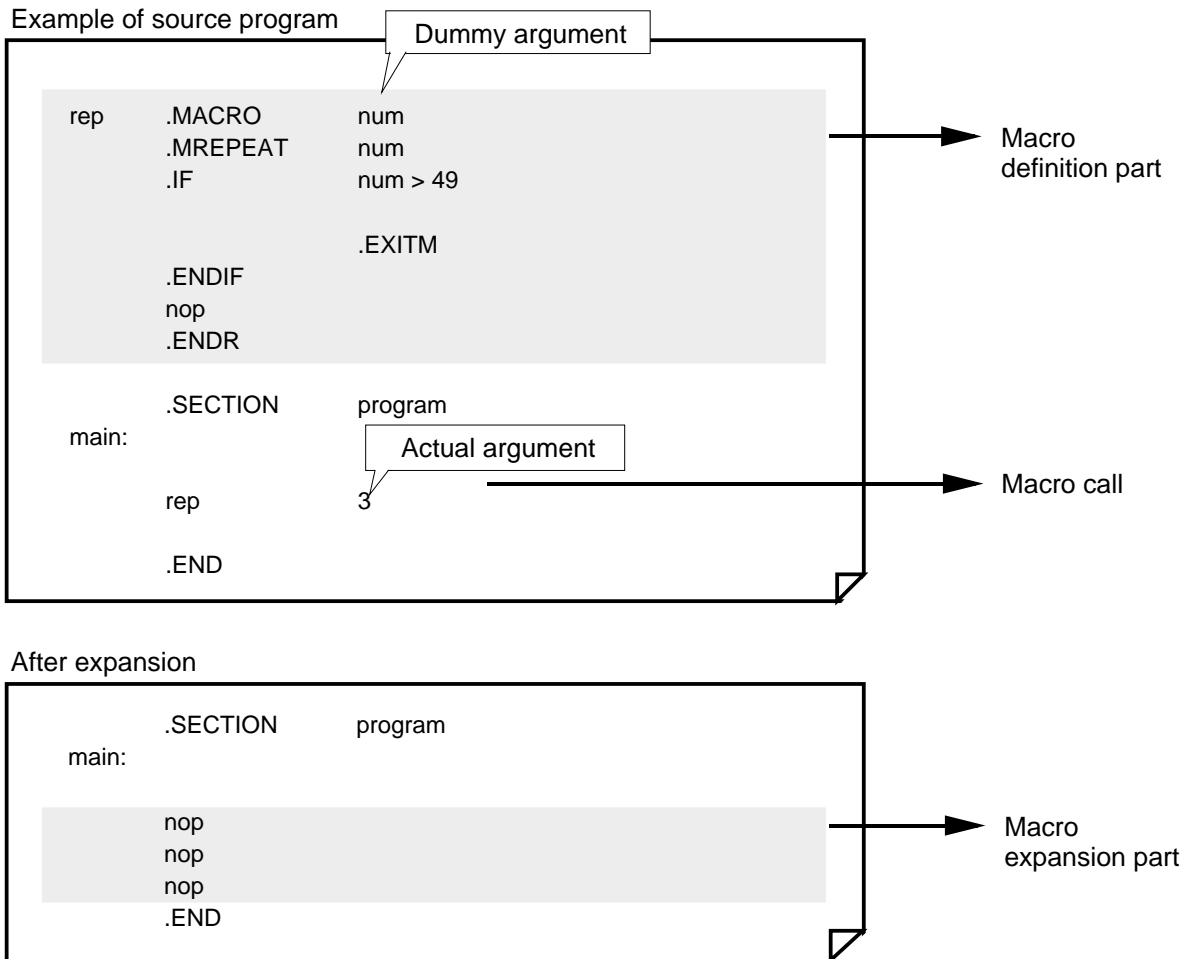 Example of source program
Dummy argument
rep .MACRO num
.MREPEAT num
.IF num > 49
.EXITM
.ENDIF
nop
.ENDR
Macro
definition part
.SECTION program
main:
Actual argument
rep 3
Macro call
.END
After expansion
.SECTION program
main:
nop
nop
nop
.END
Macro
expansion part